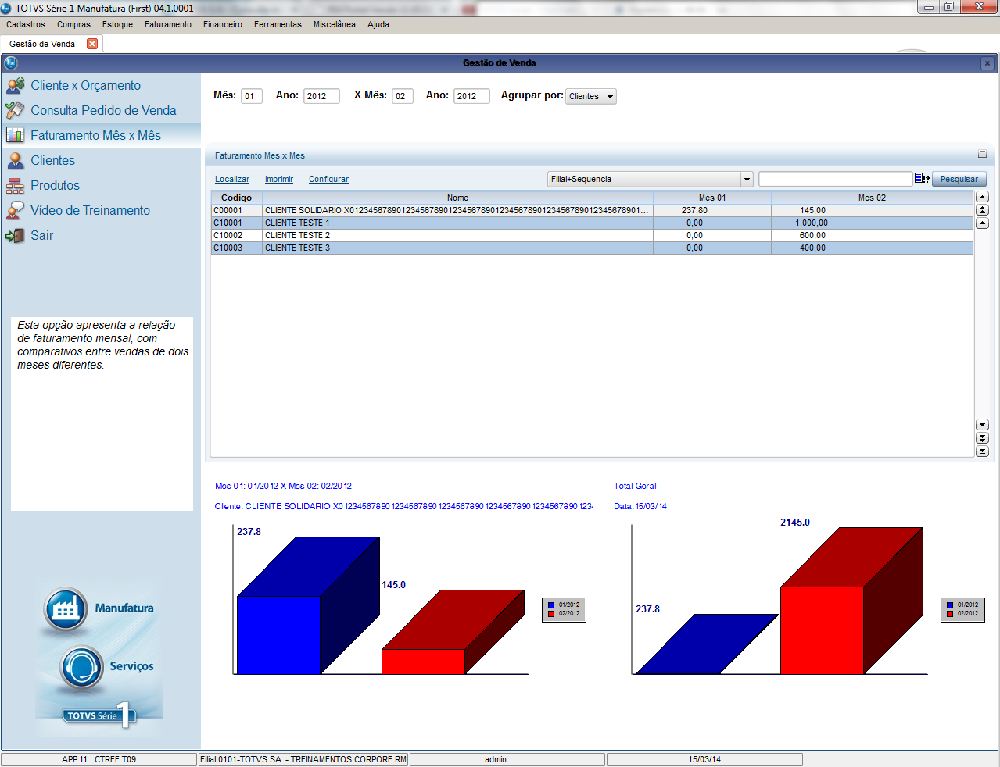 TOTVS Série 1 Manufatura (First) 04.1.0001
Cadastros Compras Estoque Faturamento Financeiro Ferramentas Miscelânea Ajuda
Gestão de Venda
Gestão de Venda
Cliente x Orçamento
Consulta Pedido de Venda
Faturamento Mês x Mês
Clientes
Produtos
Vídeo de Treinamento
Sair
Esta opção apresenta a relação
de faturamento mensal, com
comparativos entre vendas de dois
meses diferentes.
Manufatura
Serviços
TOTVS Série 1
Mês: 01 Ano: 2012 X Mês: 02 Ano: 2012 Agrupar por: Clientes
Faturamento Mes x Mes
Localizar Imprimir Configurar Filial+Sequencia !? Pesquisar
Codigo Nome Mes 01 Mes 02
C00001 CLIENTE SOLIDARIO X01234567890123456789012345678901234567890123456789012345678901... 237,80 145,00
C10001 CLIENTE TESTE 1 0,00 1.000,00
C10002 CLIENTE TESTE 2 0,00 600,00
C10003 CLIENTE TESTE 3 0,00 400,00
Mes 01: 01/2012 X Mes 02: 02/2012
Cliente: CLIENTE SOLIDARIO X012345678901234567890123456789012345678901234567890123
237.8
145.0
01/2012
02/2012
Total Geral
Data:15/03/14
2145.0
237.8
01/2012
02/2012
APP.11 CTREE T09 Filial 0101-TOTVS SA - TREINAMENTOS CORPORE RM admin 15/03/14